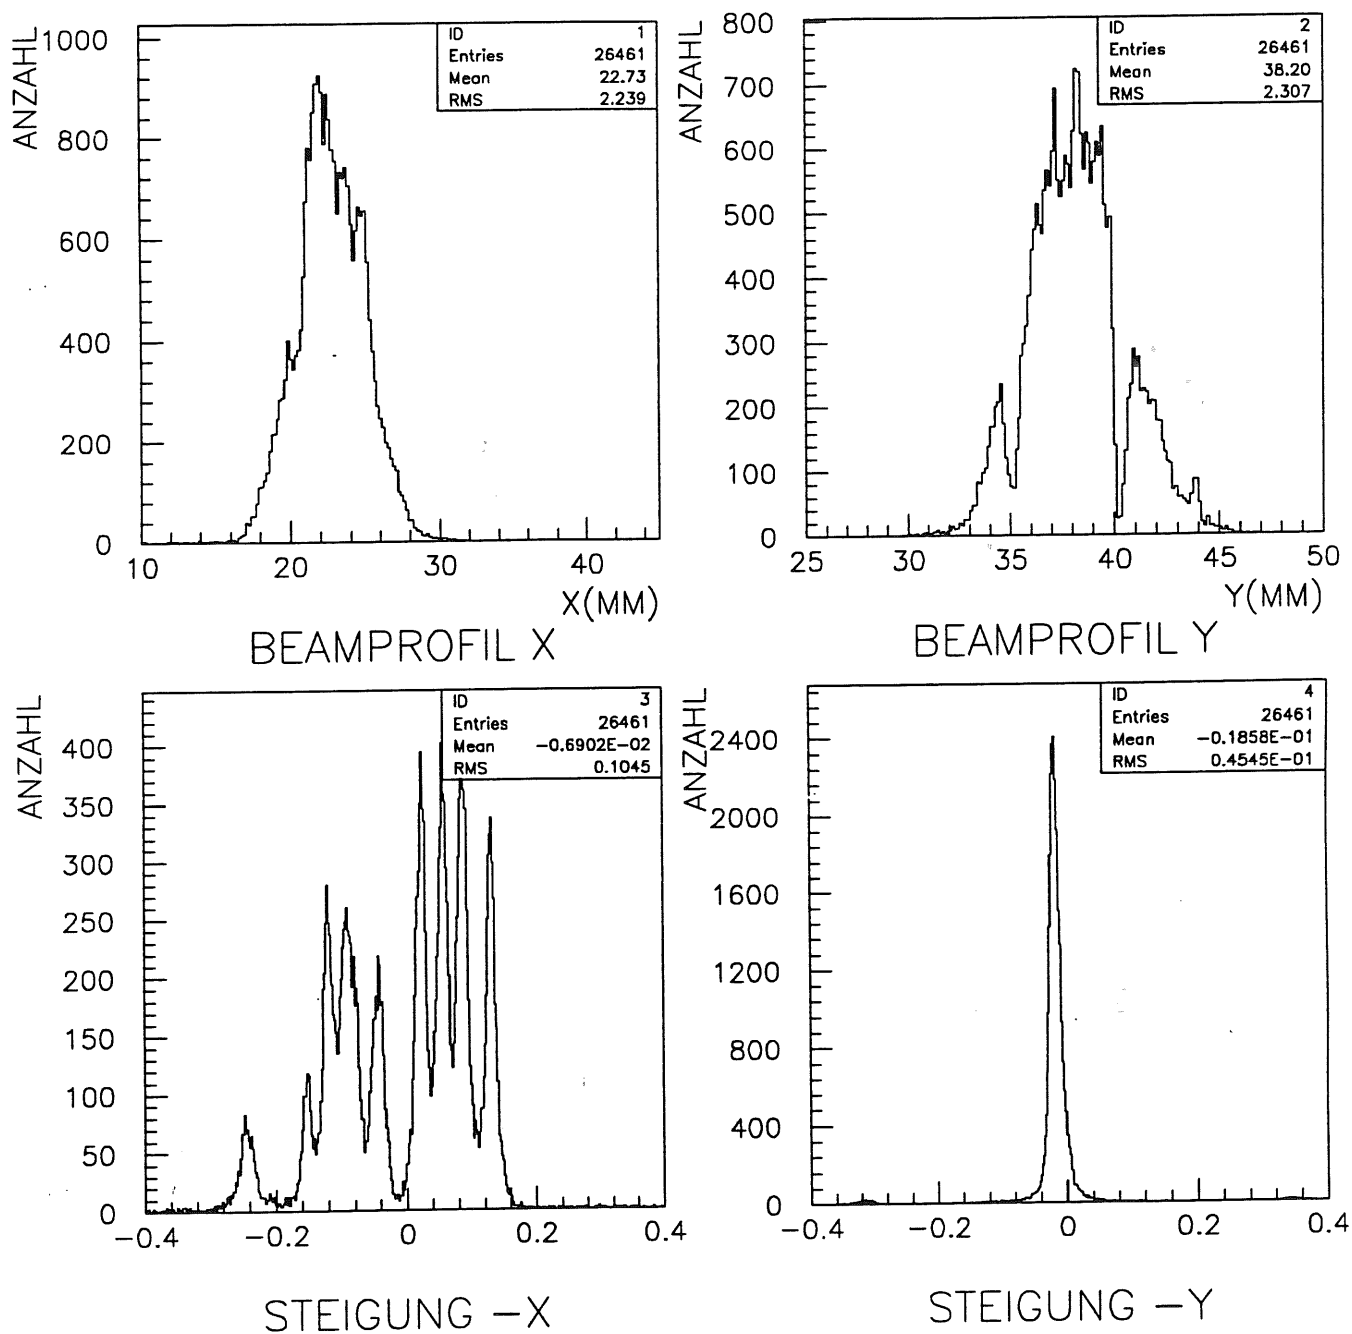 ANZAHL
1000
800
600
400
200
0
10
20
30
40
X(MM)
ID 1
Entries 26461
Mean 22.73
RMS 2.239
BEAMPROFIL X
ANZAHL
800
700
600
500
400
300
200
100
0
25
30
35
40
45
50
Y(MM)
ID 2
Entries 26461
Mean 38.20
RMS 2.307
BEAMPROFIL Y
ANZAHL
400
350
300
250
200
150
100
50
0
−0.4
−0.2
0
0.2
0.4
ID 3
Entries 26461
Mean −0.6902E−02
RMS 0.1045
STEIGUNG −X
ANZAHL
2400
2000
1600
1200
800
400
0
−0.4
−0.2
0
0.2
0.4
ID 4
Entries 26461
Mean −0.1858E−01
RMS 0.4545E−01
STEIGUNG −Y